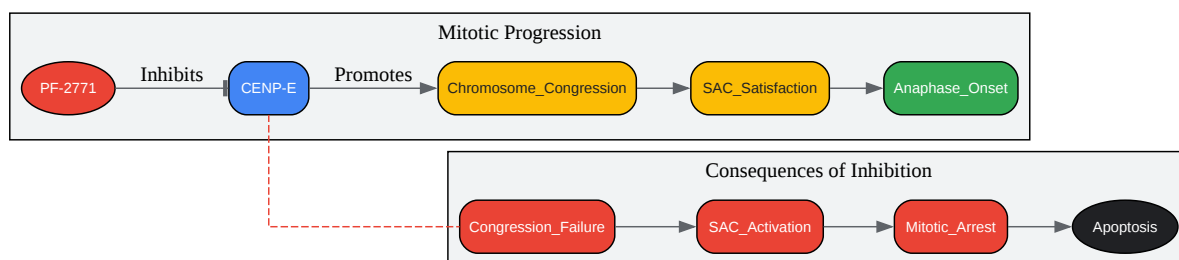 Mitotic Progression
PF-2771
Inhibits
CENP-E
Promotes
Chromosome_Congression
SAC_Satisfaction
Anaphase_Onset
Consequences of Inhibition
Congression_Failure
SAC_Activation
Mitotic_Arrest
Apoptosis